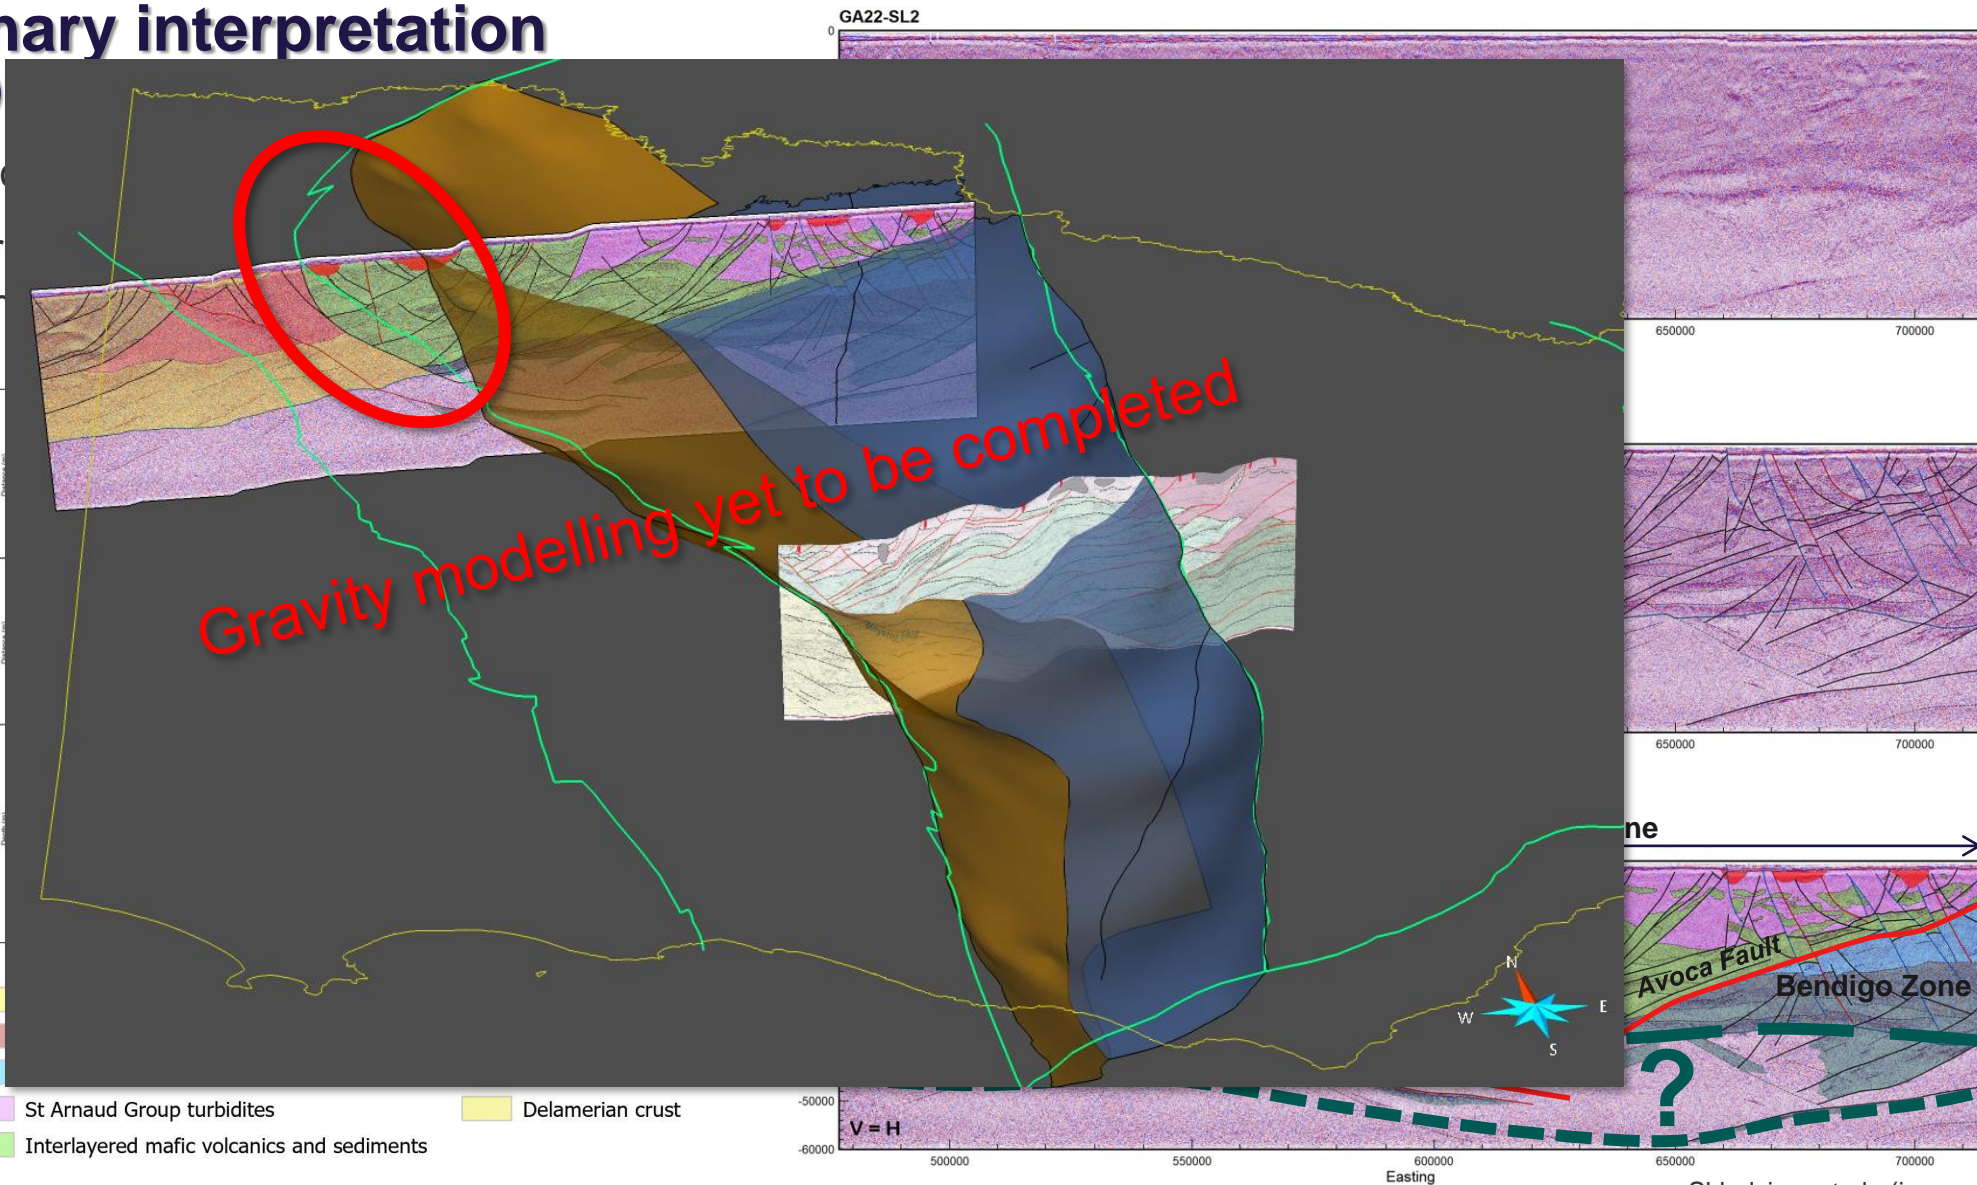 nary interpretation
GA22-SL2
0
650000
700000
Gravity modelling yet to be completed
650000
700000
ne
Avoca Fault
Bendigo Zone
N
W
E
S
?
St Arnaud Group turbidites
Delamerian crust
Interlayered mafic volcanics and sediments
-50000
V = H
-60000
500000
550000
600000
650000
700000
Easting